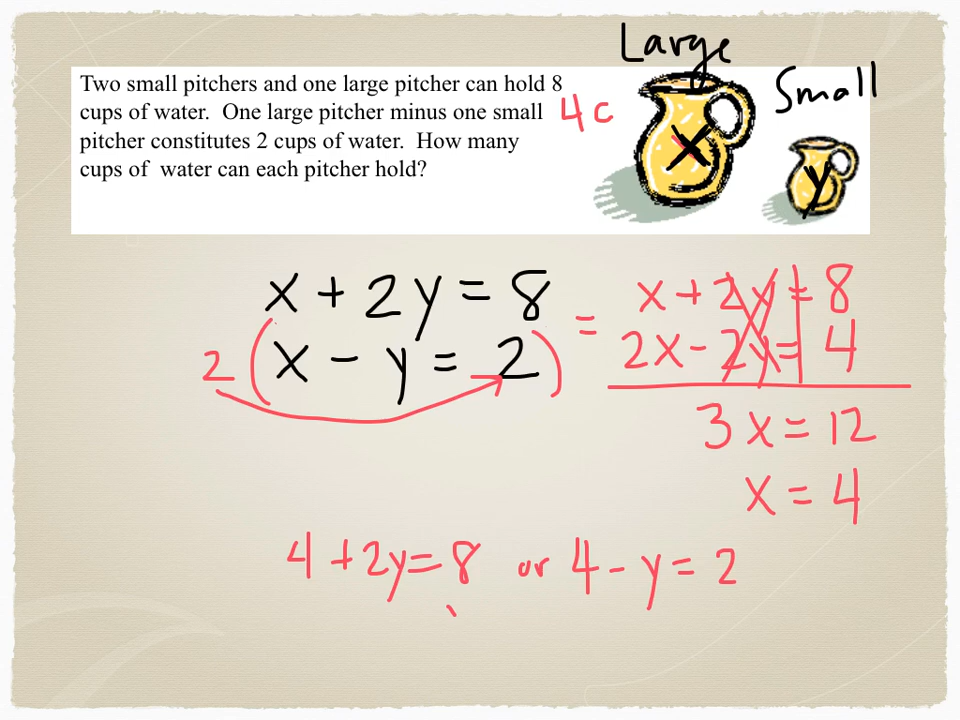 Large
Small
Two small pitchers and one large pitcher can hold 8
cups of water. One large pitcher minus one small
pitcher constitutes 2 cups of water. How many
cups of water can each pitcher hold?
4c
x
y
x + 2y = 8
2(x - y = 2)
=
x + 2y = 8
2x - 2y = 4
3x = 12
x = 4
4 + 2y = 8 or 4 - y = 2